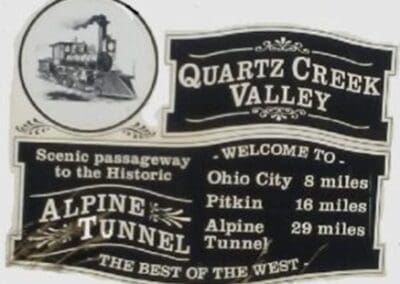 QUARTZ CREEK
VALLEY
Scenic passageway
to the Historic
ALPINE
TUNNEL
- WELCOME TO -
Ohio City 8 miles
Pitkin 16 miles
Alpine 29 miles
Tunnel
- THE BEST OF THE WEST -